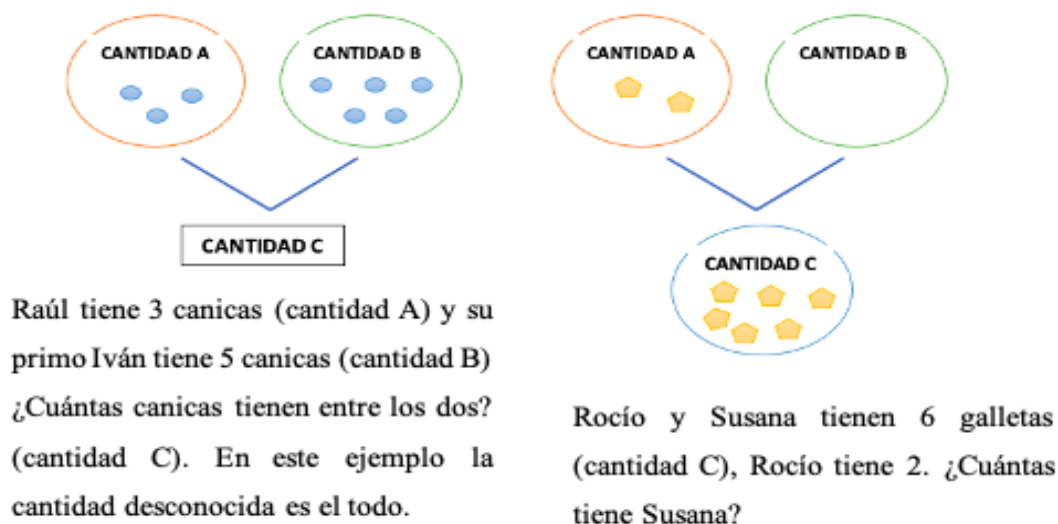 CANTIDAD A
CANTIDAD B
CANTIDAD C
Raúl tiene 3 canicas (cantidad A) y su
primo Iván tiene 5 canicas (cantidad B)
¿Cuántas canicas tienen entre los dos?
(cantidad C). En este ejemplo la
cantidad desconocida es el todo.
CANTIDAD A
CANTIDAD B
CANTIDAD C
Rocío y Susana tienen 6 galletas
(cantidad C), Rocío tiene 2. ¿Cuántas
tiene Susana?